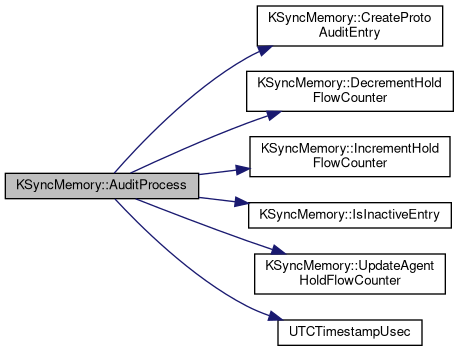 KSyncMemory::AuditProcess
KSyncMemory::CreateProto
AuditEntry
KSyncMemory::DecrementHold
FlowCounter
KSyncMemory::IncrementHold
FlowCounter
KSyncMemory::IsInactiveEntry
KSyncMemory::UpdateAgent
HoldFlowCounter
UTCTimestampUsec